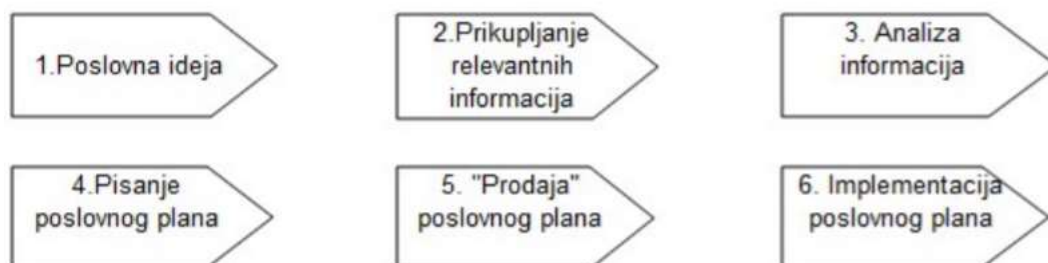 1.Poslovna ideja
2.Prikupljanje
relevantnih
informacija
3. Analiza
informacija
4.Pisanje
poslovnog plana
5. "Prodaja"
poslovnog plana
6. Implementacija
poslovnog plana